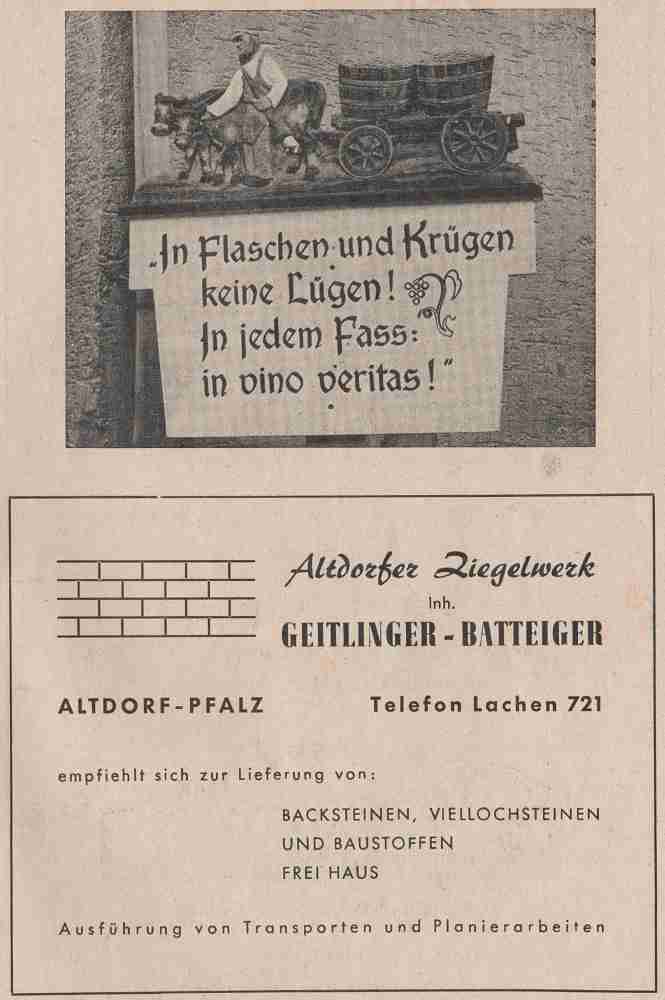 „In Flaschen und Krügen
keine Lügen!
In jedem Fass:
in vino veritas!“
Altdorfer Ziegelwerk
Inh.
GEITLINGER - BATTEIGER
ALTDORF-PFALZ Telefon Lachen 721
empfiehlt sich zur Lieferung von:
BACKSTEINEN, VIELLOCHSTEINEN
UND BAUSTOFFEN
FREI HAUS
Ausführung von Transporten und Planierarbeiten